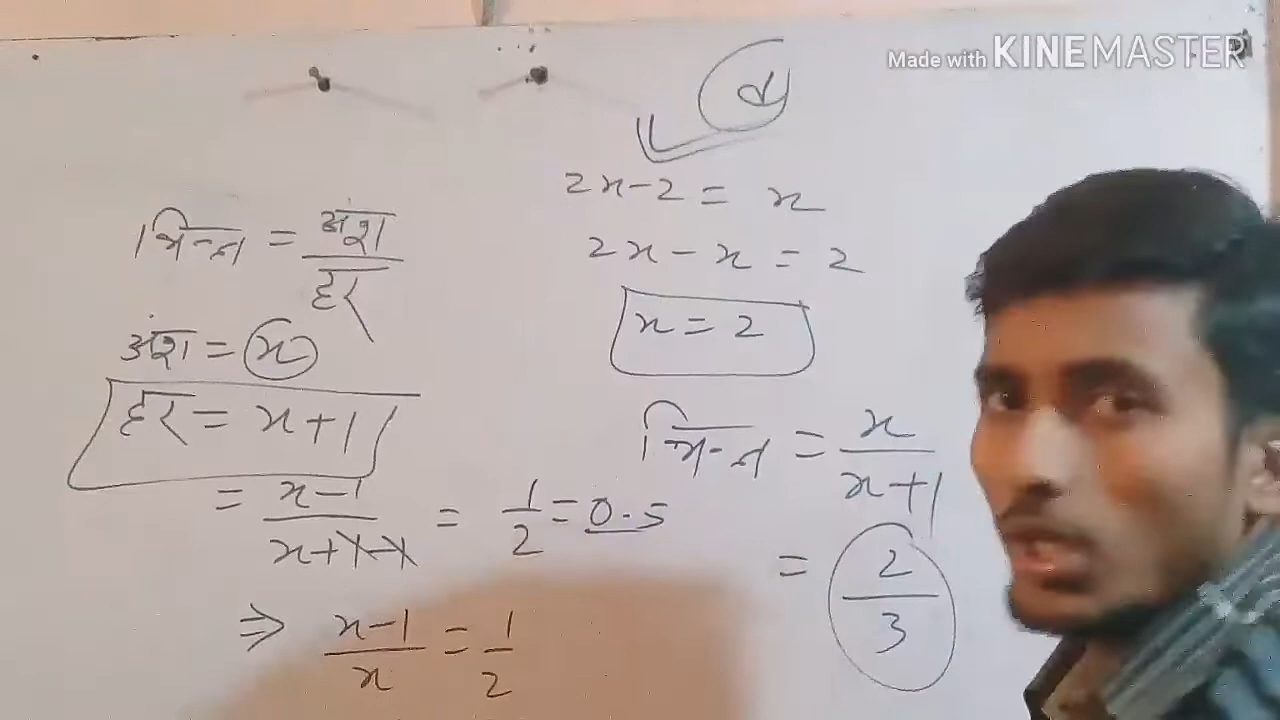 Made with KINEMASTER
भिन्न = अंश / हर
अंश = x
हर = x+1
= x-1 / x+1-1 = 1/2 = 0.5
⇒ x-1 / x = 1/2
2x-2 = x
2x - x = 2
x = 2
भिन्न = x / x+1
= 2/3